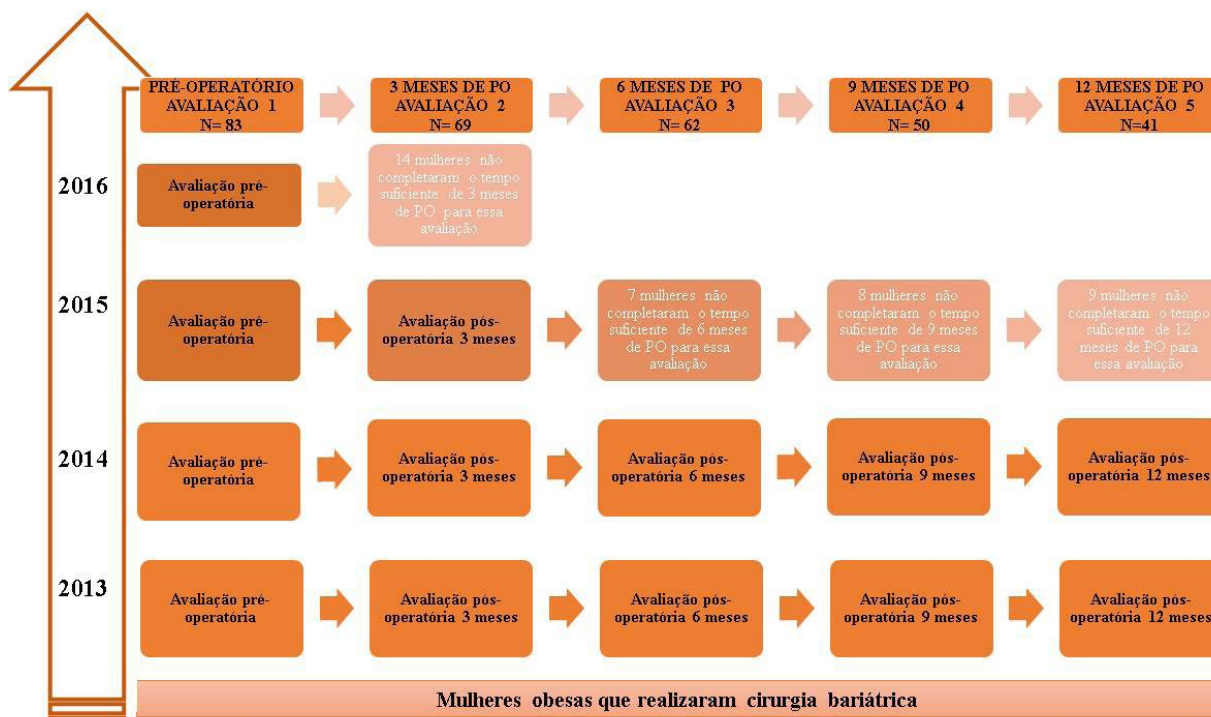 PRÉ-OPERATÓRIO
AVALIAÇÃO 1
N= 83
3 MESES DE PO
AVALIAÇÃO 2
N= 69
6 MESES DE PO
AVALIAÇÃO 3
N= 62
9 MESES DE PO
AVALIAÇÃO 4
N= 50
12 MESES DE PO
AVALIAÇÃO 5
N=41
2016
Avaliação pré-
operatória
14 mulheres não
completaram o tempo
suficiente de 3 meses
de PO para essa
avaliação
2015
Avaliação pré-
operatória
Avaliação pós-
operatória 3 meses
7 mulheres não
completaram o tempo
suficiente de 6 meses
de PO para essa
avaliação
8 mulheres não
completaram o tempo
suficiente de 9 meses
de PO para essa
avaliação
9 mulheres não
completaram o tempo
suficiente de 12
meses de PO para
essa avaliação
2014
Avaliação pré-
operatória
Avaliação pós-
operatória 3 meses
Avaliação pós-
operatória 6 meses
Avaliação pós-
operatória 9 meses
Avaliação pós-
operatória 12 meses
2013
Avaliação pré-
operatória
Avaliação pós-
operatória 3 meses
Avaliação pós-
operatória 6 meses
Avaliação pós-
operatória 9 meses
Avaliação pós-
operatória 12 meses
Mulheres obesas que realizaram cirurgia bariátrica